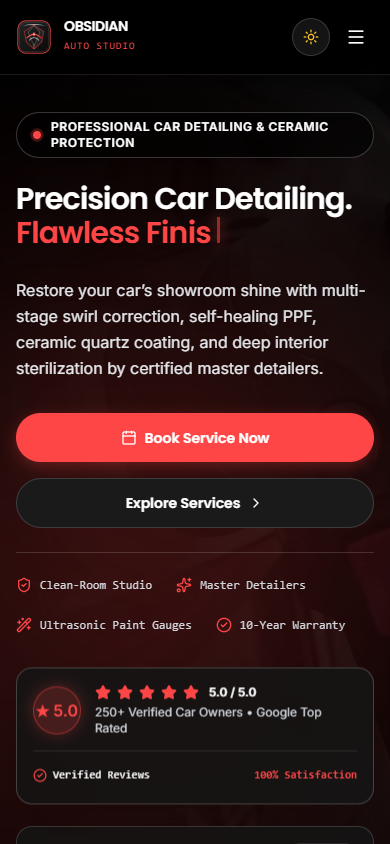 OBSIDIAN
AUTO STUDIO
PROFESSIONAL CAR DETAILING & CERAMIC
PROTECTION
Precision Car Detailing.
Flawless Finis
Restore your car’s showroom shine with multi-
stage swirl correction, self-healing PPF,
ceramic quartz coating, and deep interior
sterilization by certified master detailers.
Book Service Now
Explore Services
Clean-Room Studio
Master Detailers
Ultrasonic Paint Gauges
10-Year Warranty
★ 5.0
5.0 / 5.0
250+ Verified Car Owners • Google Top
Rated
Verified Reviews
100% Satisfaction